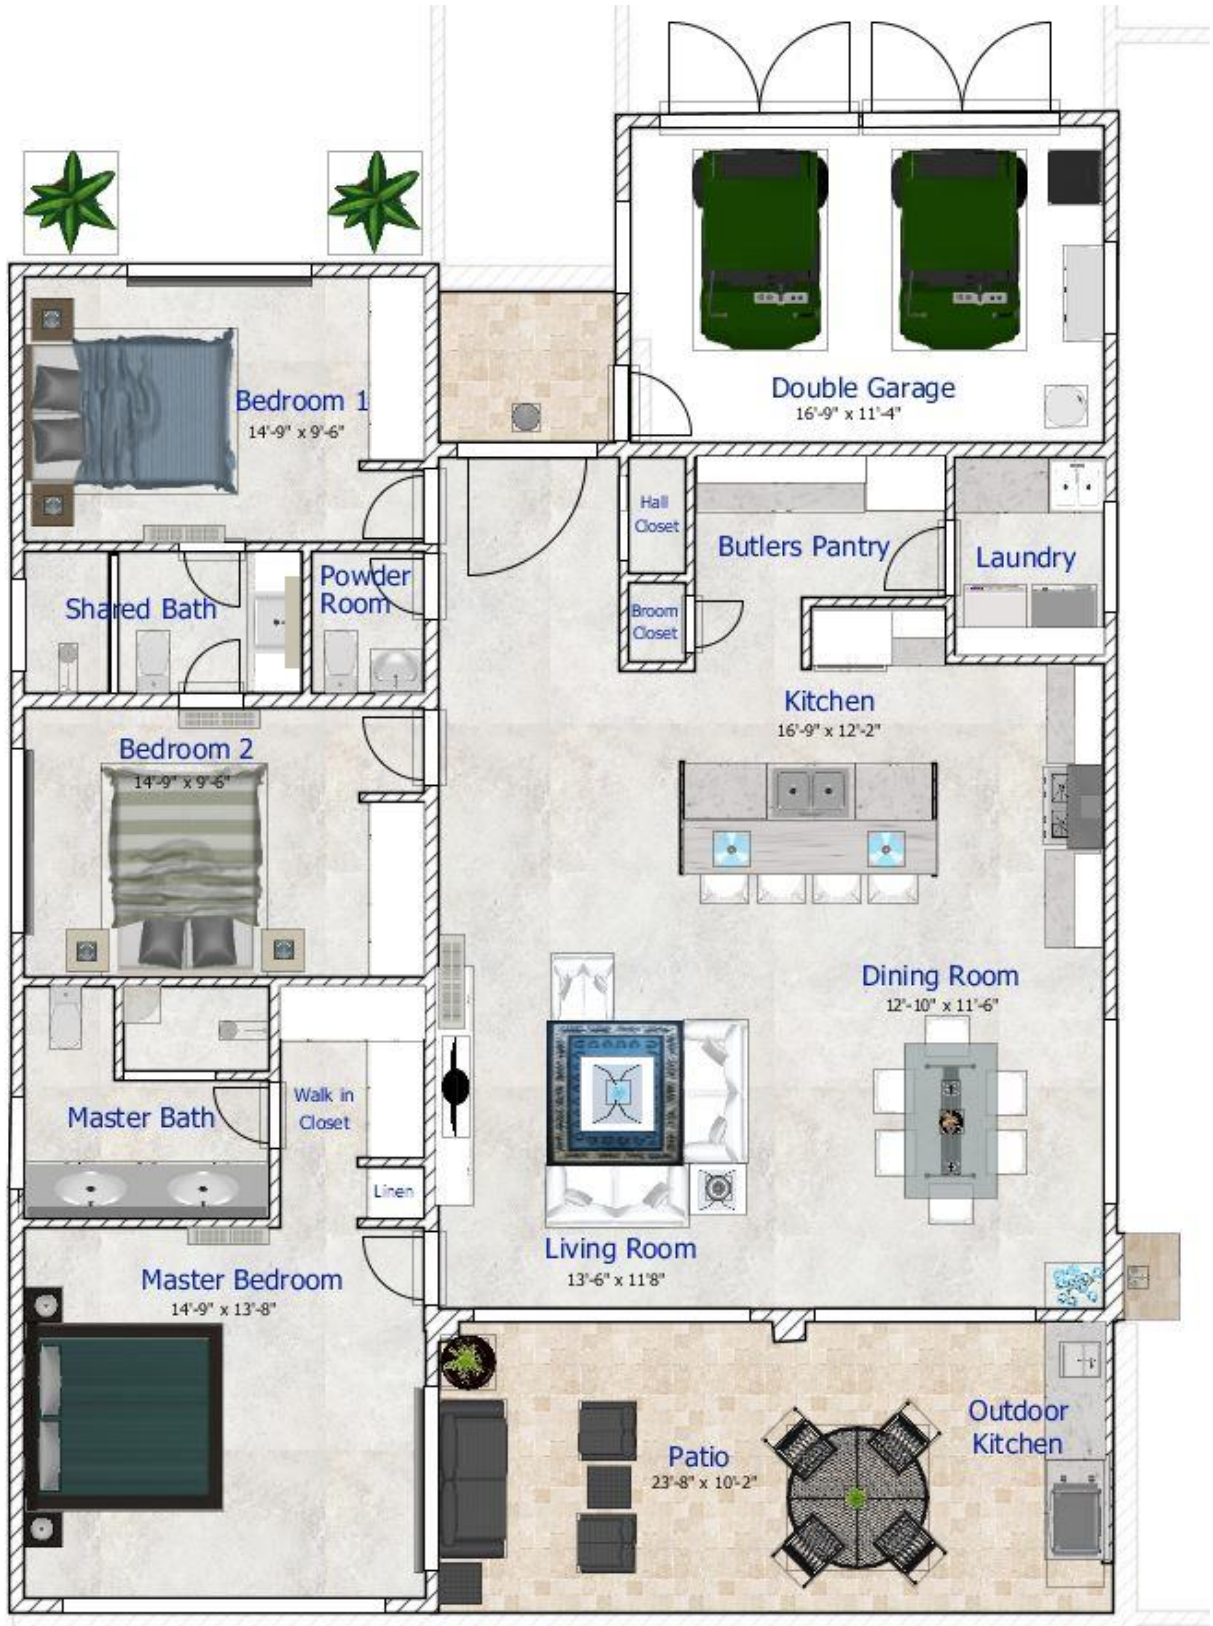 Double Garage
16'-9" x 11'-4"
Bedroom 1
14'-9" x 9'-6"
Hall
Closet
Butlers Pantry
Laundry
Powder
Room
Shared Bath
Broom
Closet
Kitchen
16'-9" x 12'-2"
Bedroom 2
14'-9" x 9'-6"
Dining Room
12'-10" x 11'-6"
Walk in
Closet
Master Bath
Linen
Living Room
13'-6" x 11'8"
Master Bedroom
14'-9" x 13'-8"
Outdoor
Kitchen
Patio
23'-8" x 10'-2"